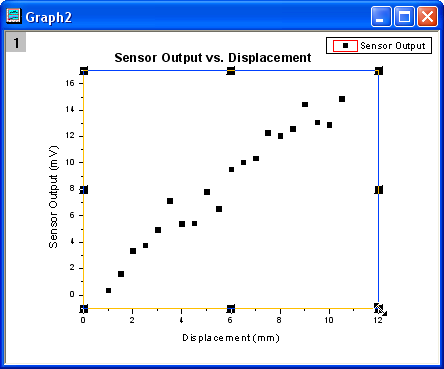 Graph2
1
Sensor Output
Sensor Output vs. Displacement
16
14
12
10
8
6
4
2
0
Sensor Output (mV)
0 2 4 6 8 10 12
Displacement (mm)